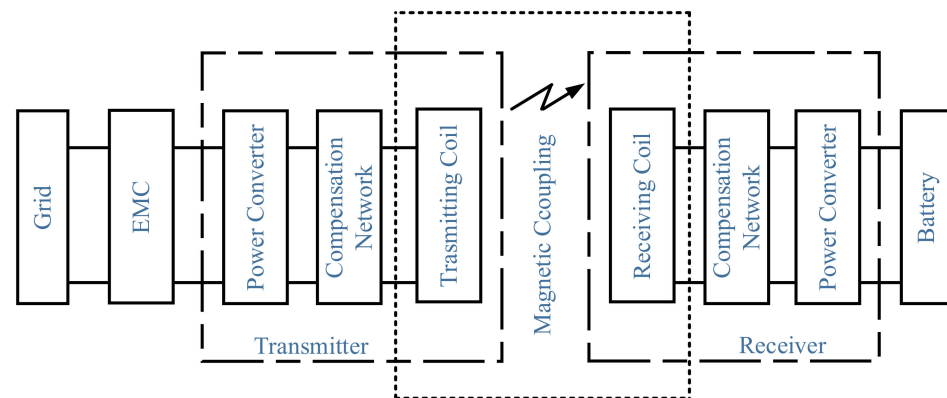 Grid
EMC
Power Converter
Compensation
Network
Trasmitting Coil
Magnetic Ccoupling
Receiving Coil
Compensation
Network
Power Converter
Battery
Transmitter
Receiver